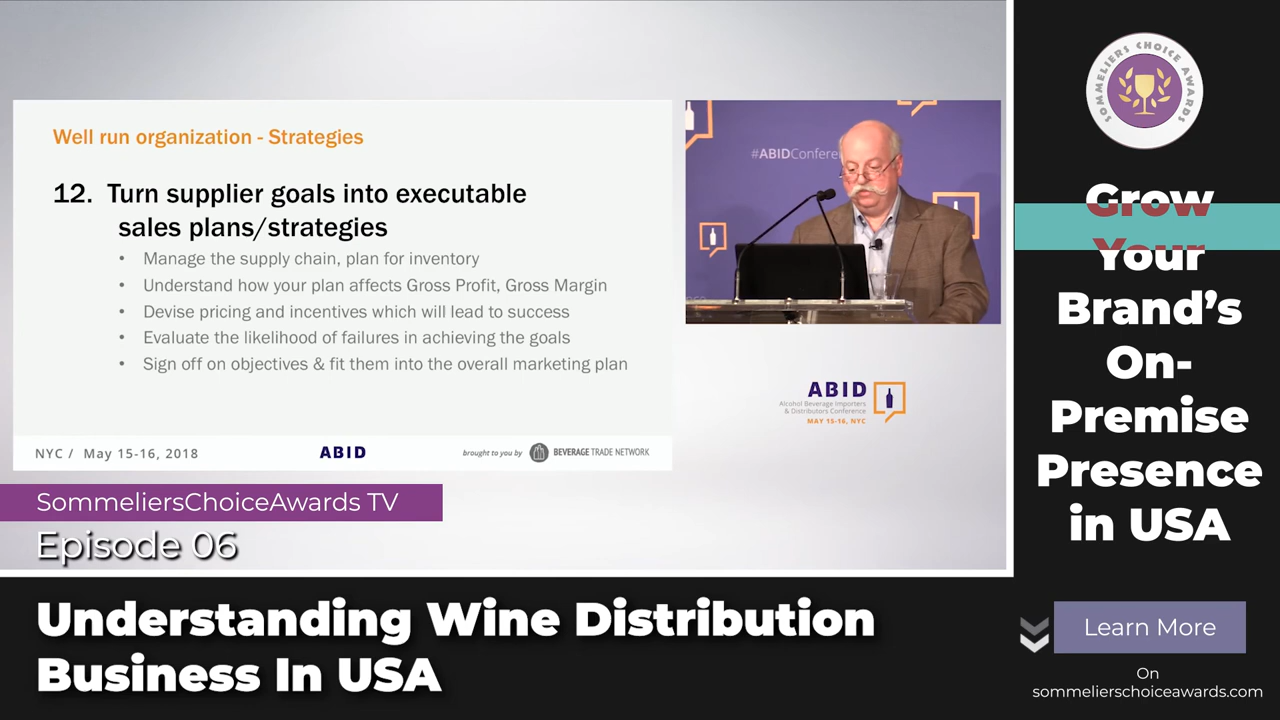 Well run organization - Strategies
12. Turn supplier goals into executable
sales plans/strategies
• Manage the supply chain, plan for inventory
• Understand how your plan affects Gross Profit, Gross Margin
• Devise pricing and incentives which will lead to success
• Evaluate the likelihood of failures in achieving the goals
• Sign off on objectives & fit them into the overall marketing plan
NYC / May 15-16, 2018
ABID
brought to you by
BEVERAGE TRADE NETWORK
#ABIDConferen
ABID
Alcohol Beverage Importers
& Distributors Conference
MAY 15-16, NYC
SommeliersChoiceAwards TV
Episode 06
Understanding Wine Distribution
Business In USA
SOMMELIERS CHOICE AWARDS
Grow
Your
Brand's
On-
Premise
Presence
in USA
Learn More
On
sommelierschoiceawards.com